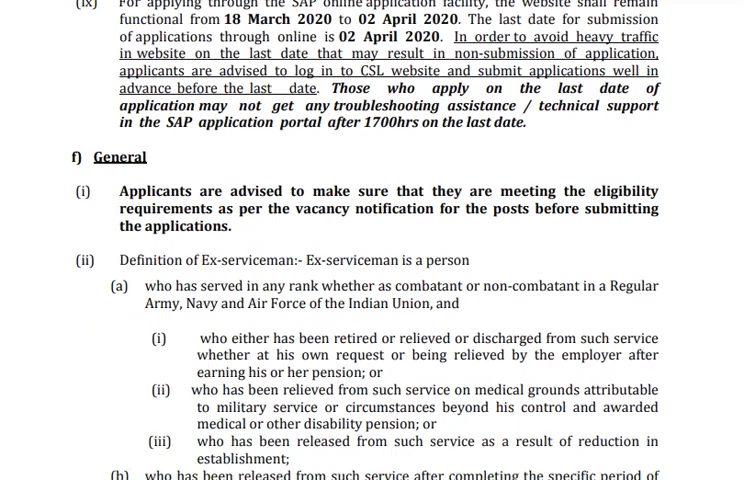 (ix) For applying through the SAP online application facility, the website shall remain
functional from 18 March 2020 to 02 April 2020. The last date for submission
of applications through online is 02 April 2020. In order to avoid heavy traffic
in website on the last date that may result in non-submission of application,
applicants are advised to log in to CSL website and submit applications well in
advance before the last date. Those who apply on the last date of
application may not get any troubleshooting assistance / technical support
in the SAP application portal after 1700hrs on the last date.
f) General
(i) Applicants are advised to make sure that they are meeting the eligibility
requirements as per the vacancy notification for the posts before submitting
the applications.
(ii) Definition of Ex-serviceman:- Ex-serviceman is a person
(a) who has served in any rank whether as combatant or non-combatant in a Regular
Army, Navy and Air Force of the Indian Union, and
(i) who either has been retired or relieved or discharged from such service
whether at his own request or being relieved by the employer after
earning his or her pension; or
(ii) who has been relieved from such service on medical grounds attributable
to military service or circumstances beyond his control and awarded
medical or other disability pension; or
(iii) who has been released from such service as a result of reduction in
establishment;
(b) who has been released from such service after completing the specific period of